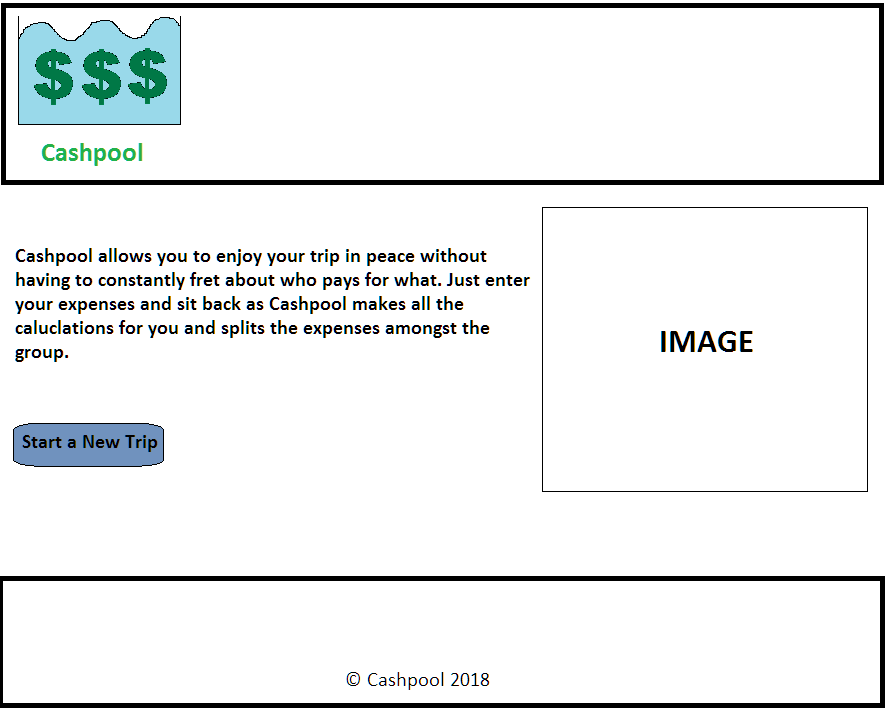 $$$
Cashpool
Cashpool allows you to enjoy your trip in peace without
having to constantly fret about who pays for what. Just enter
your expenses and sit back as Cashpool makes all the
caluclations for you and splits the expenses amongst the
group.
IMAGE
Start a New Trip
© Cashpool 2018